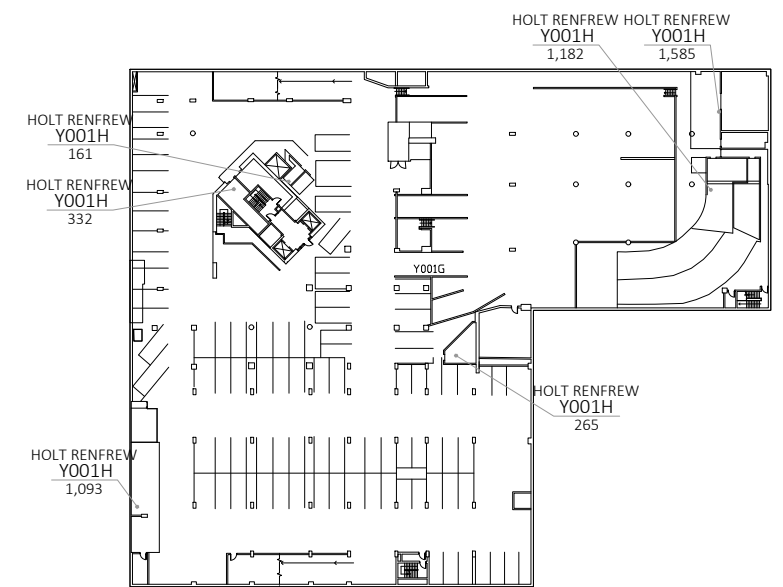 HOLT RENFREW
Y001H
1,182
HOLT RENFREW
Y001H
1,585
HOLT RENFREW
Y001H
161
HOLT RENFREW
Y001H
332
Y001G
HOLT RENFREW
Y001H
265
HOLT RENFREW
Y001H
1,093